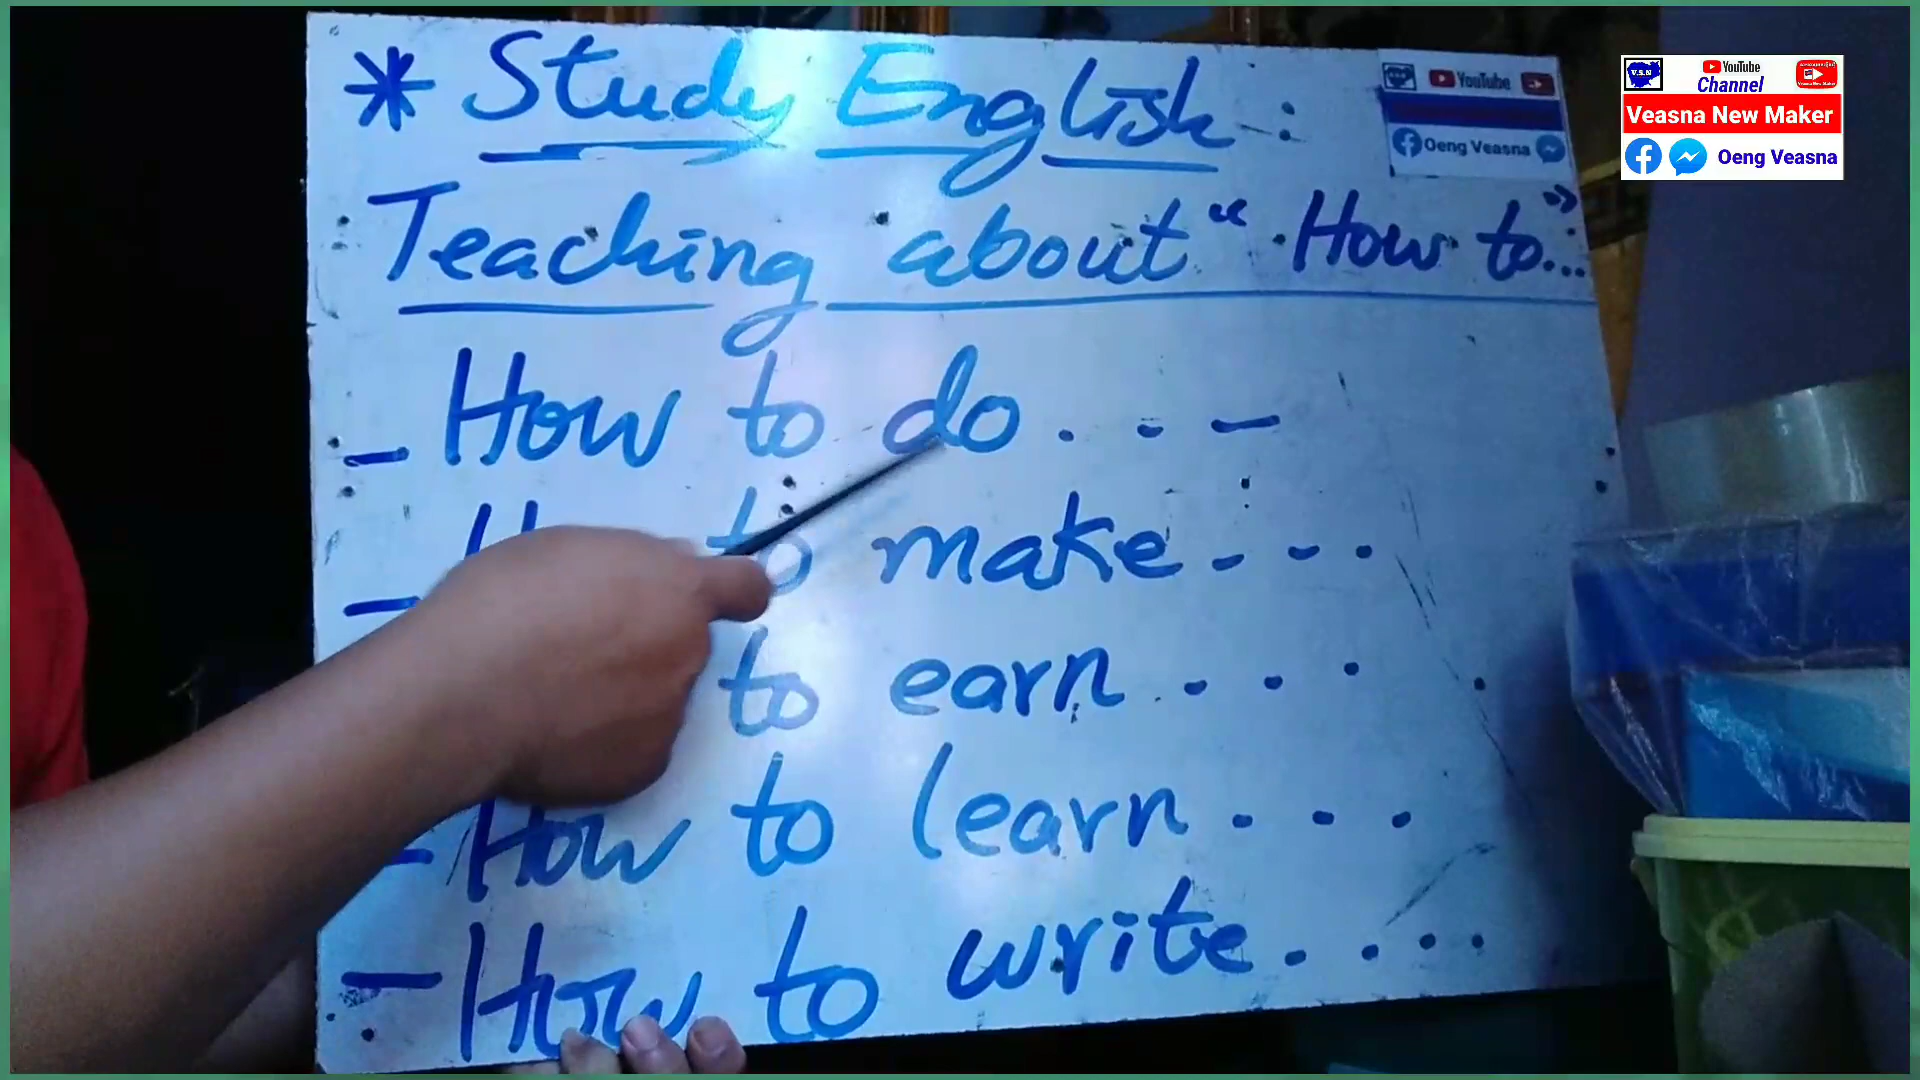 * Study English :
Teaching about "How to..."
- How to do . . -
- to make . . .
to earn . . .
- How to learn . . .
- How to write . . . .
YouTube
Oeng Veasna
V.S.N
YouTube
Channel
Veasna New Maker
Oeng Veasna